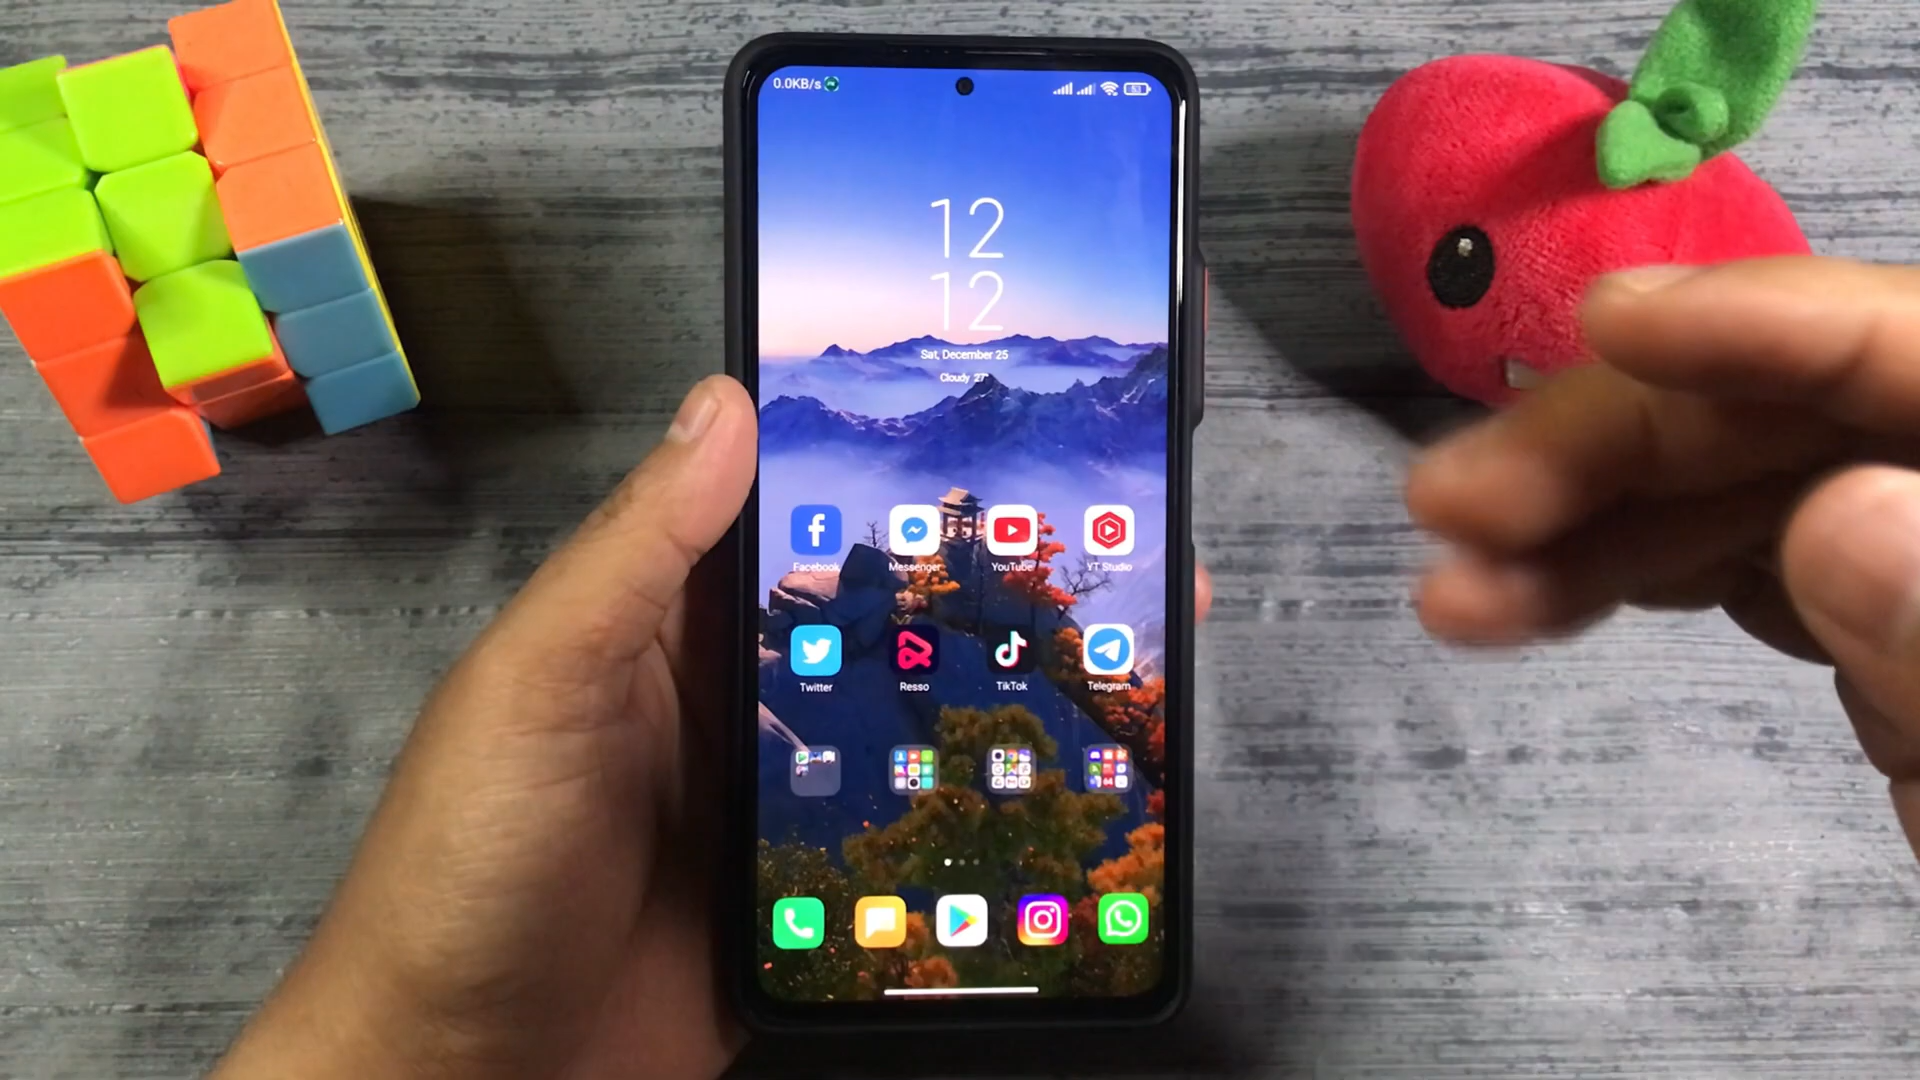 0.0KB/s
12
12
Sat, December 25
Cloudy 27°
Facebook Messenger YouTube YT Studio
Twitter Resso TikTok Telegram